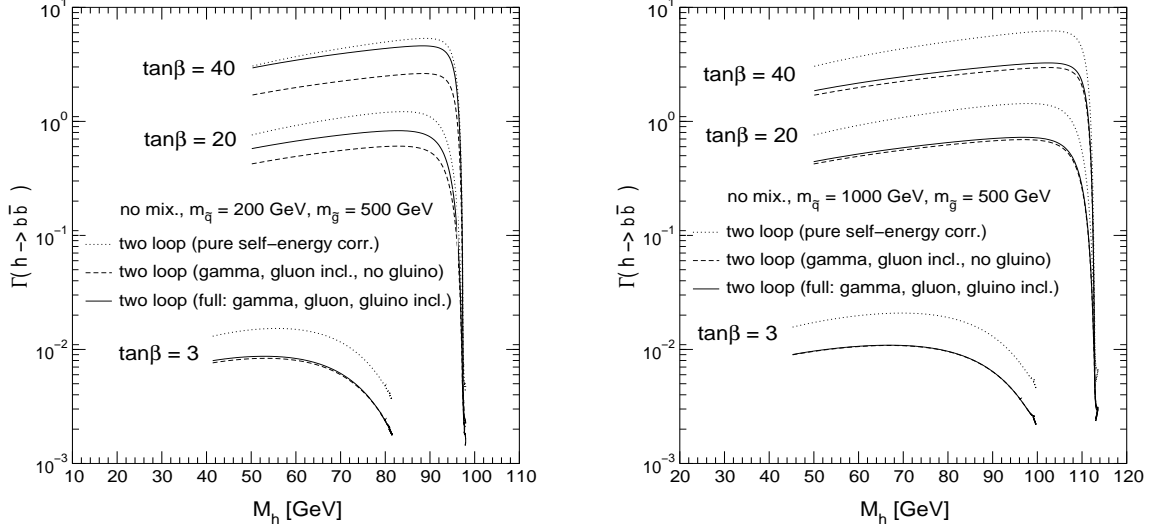 10^1
10^0
10^−1
10^−2
10^−3
Γ( h −> b b̄ )
tanβ = 40
tanβ = 20
no mix., m_q̃ = 200 GeV, m_g̃ = 500 GeV
two loop (pure self−energy corr.)
two loop (gamma, gluon incl., no gluino)
two loop (full: gamma, gluon, gluino incl.)
tanβ = 3
10 20 30 40 50 60 70 80 90 100 110
M_h [GeV]
10^1
10^0
10^−1
10^−2
10^−3
Γ( h −> b b̄ )
tanβ = 40
tanβ = 20
no mix., m_q̃ = 1000 GeV, m_g̃ = 500 GeV
two loop (pure self−energy corr.)
two loop (gamma, gluon incl., no gluino)
two loop (full: gamma, gluon, gluino incl.)
tanβ = 3
20 30 40 50 60 70 80 90 100 110 120
M_h [GeV]